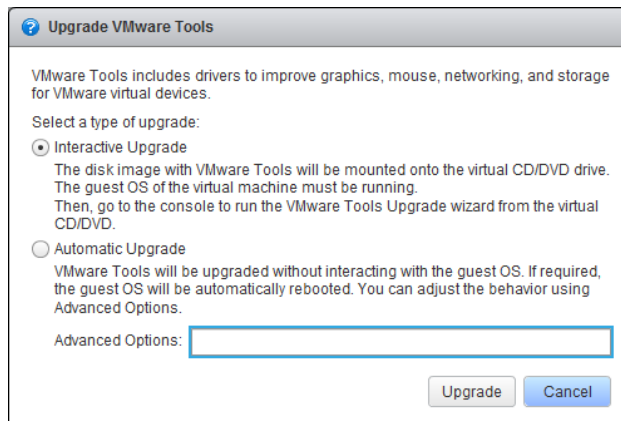 Upgrade VMware Tools
VMware Tools includes drivers to improve graphics, mouse, networking, and storage
for VMware virtual devices.
Select a type of upgrade:
Interactive Upgrade
The disk image with VMware Tools will be mounted onto the virtual CD/DVD drive.
The guest OS of the virtual machine must be running.
Then, go to the console to run the VMware Tools Upgrade wizard from the virtual
CD/DVD.
Automatic Upgrade
VMware Tools will be upgraded without interacting with the guest OS. If required,
the guest OS will be automatically rebooted. You can adjust the behavior using
Advanced Options.
Advanced Options:
Upgrade Cancel